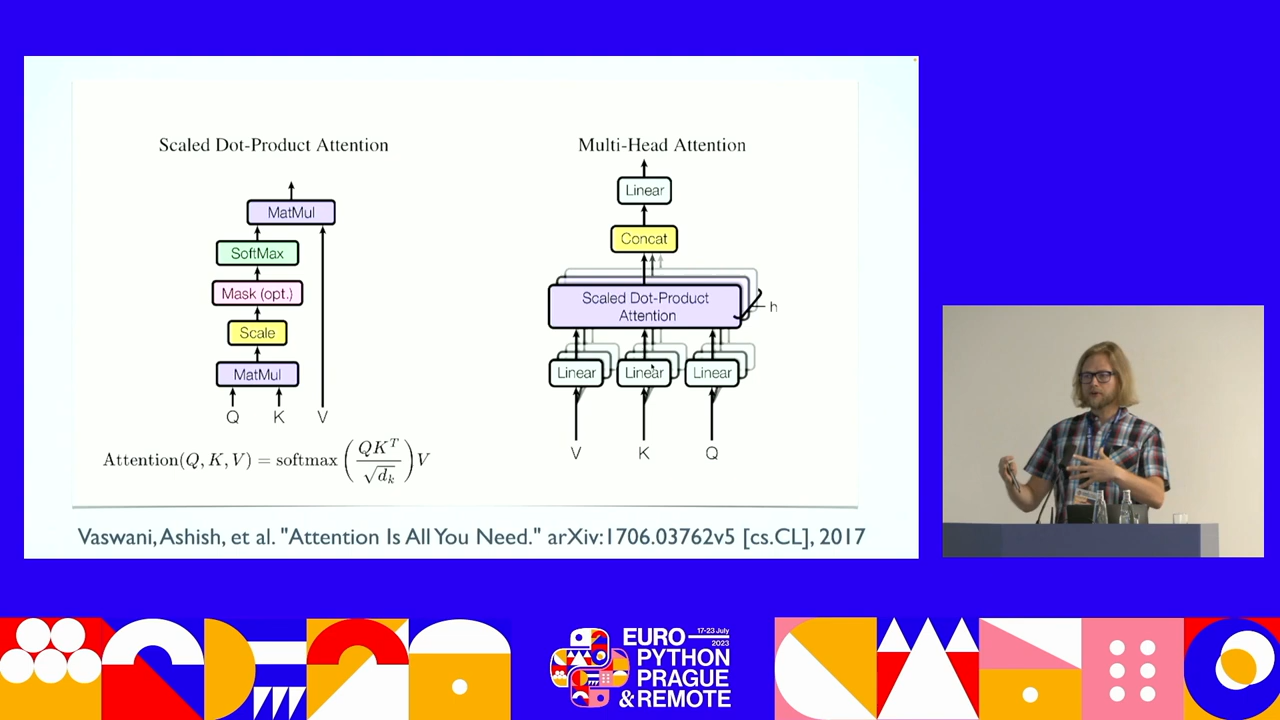 Scaled Dot-Product Attention
MatMul
SoftMax
Mask (opt.)
Scale
MatMul
Q K V
Attention(Q, K, V) = softmax(QK^T / √d_k)V
Multi-Head Attention
Linear
Concat
Scaled Dot-Product
Attention
h
Linear Linear Linear
V K Q
Vaswani, Ashish, et al. "Attention Is All You Need." arXiv:1706.03762v5 [cs.CL], 2017
EURO 17-23 July
2023
PYTHON
PRAGUE
& REMOTE